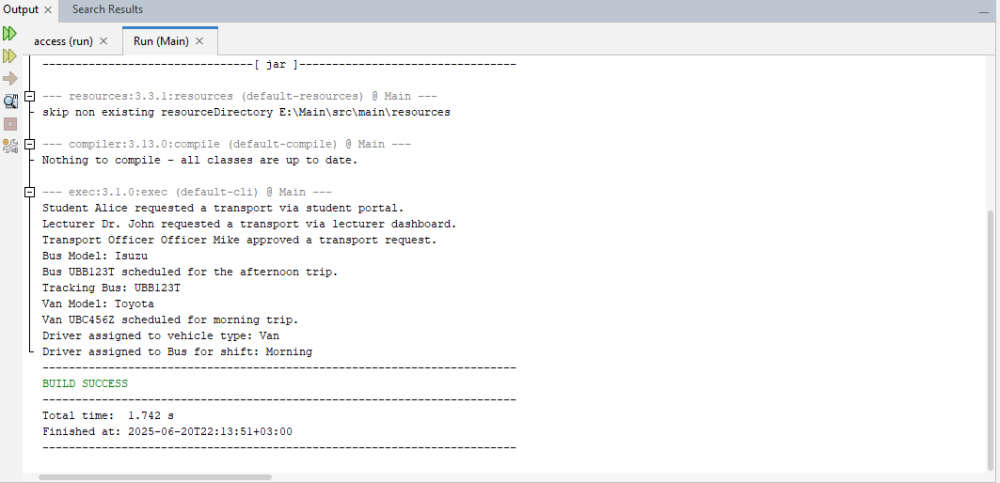 Output
Search Results
access (run)
Run (Main)
--------------------------------[ jar ]---------------------------------
--- resources:3.3.1:resources (default-resources) @ Main ---
skip non existing resourceDirectory E:\Main\src\main\resources
--- compiler:3.13.0:compile (default-compile) @ Main ---
Nothing to compile - all classes are up to date.
--- exec:3.1.0:exec (default-cli) @ Main ---
Student Alice requested a transport via student portal.
Lecturer Dr. John requested a transport via lecturer dashboard.
Transport Officer Officer Mike approved a transport request.
Bus Model: Isuzu
Bus UBB123T scheduled for the afternoon trip.
Tracking Bus: UBB123T
Van Model: Toyota
Van UBC456Z scheduled for morning trip.
Driver assigned to vehicle type: Van
Driver assigned to Bus for shift: Morning
------------------------------------------------------------------------
BUILD SUCCESS
------------------------------------------------------------------------
Total time:  1.742 s
Finished at: 2025-06-20T22:13:51+03:00
------------------------------------------------------------------------